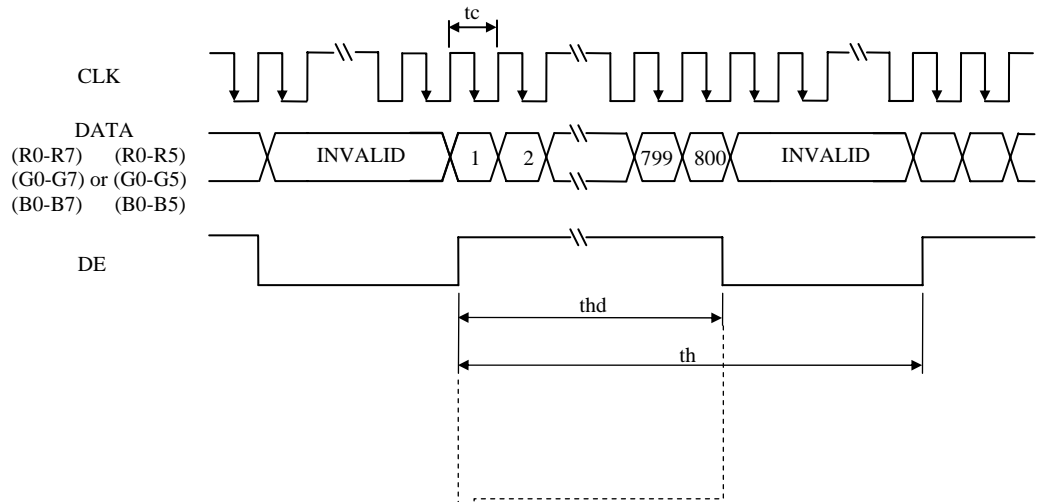 tc
CLK
DATA
(R0-R7) (R0-R5)
(G0-G7) or (G0-G5)
(B0-B7) (B0-B5)
INVALID 1 2 799 800 INVALID
DE
thd
th